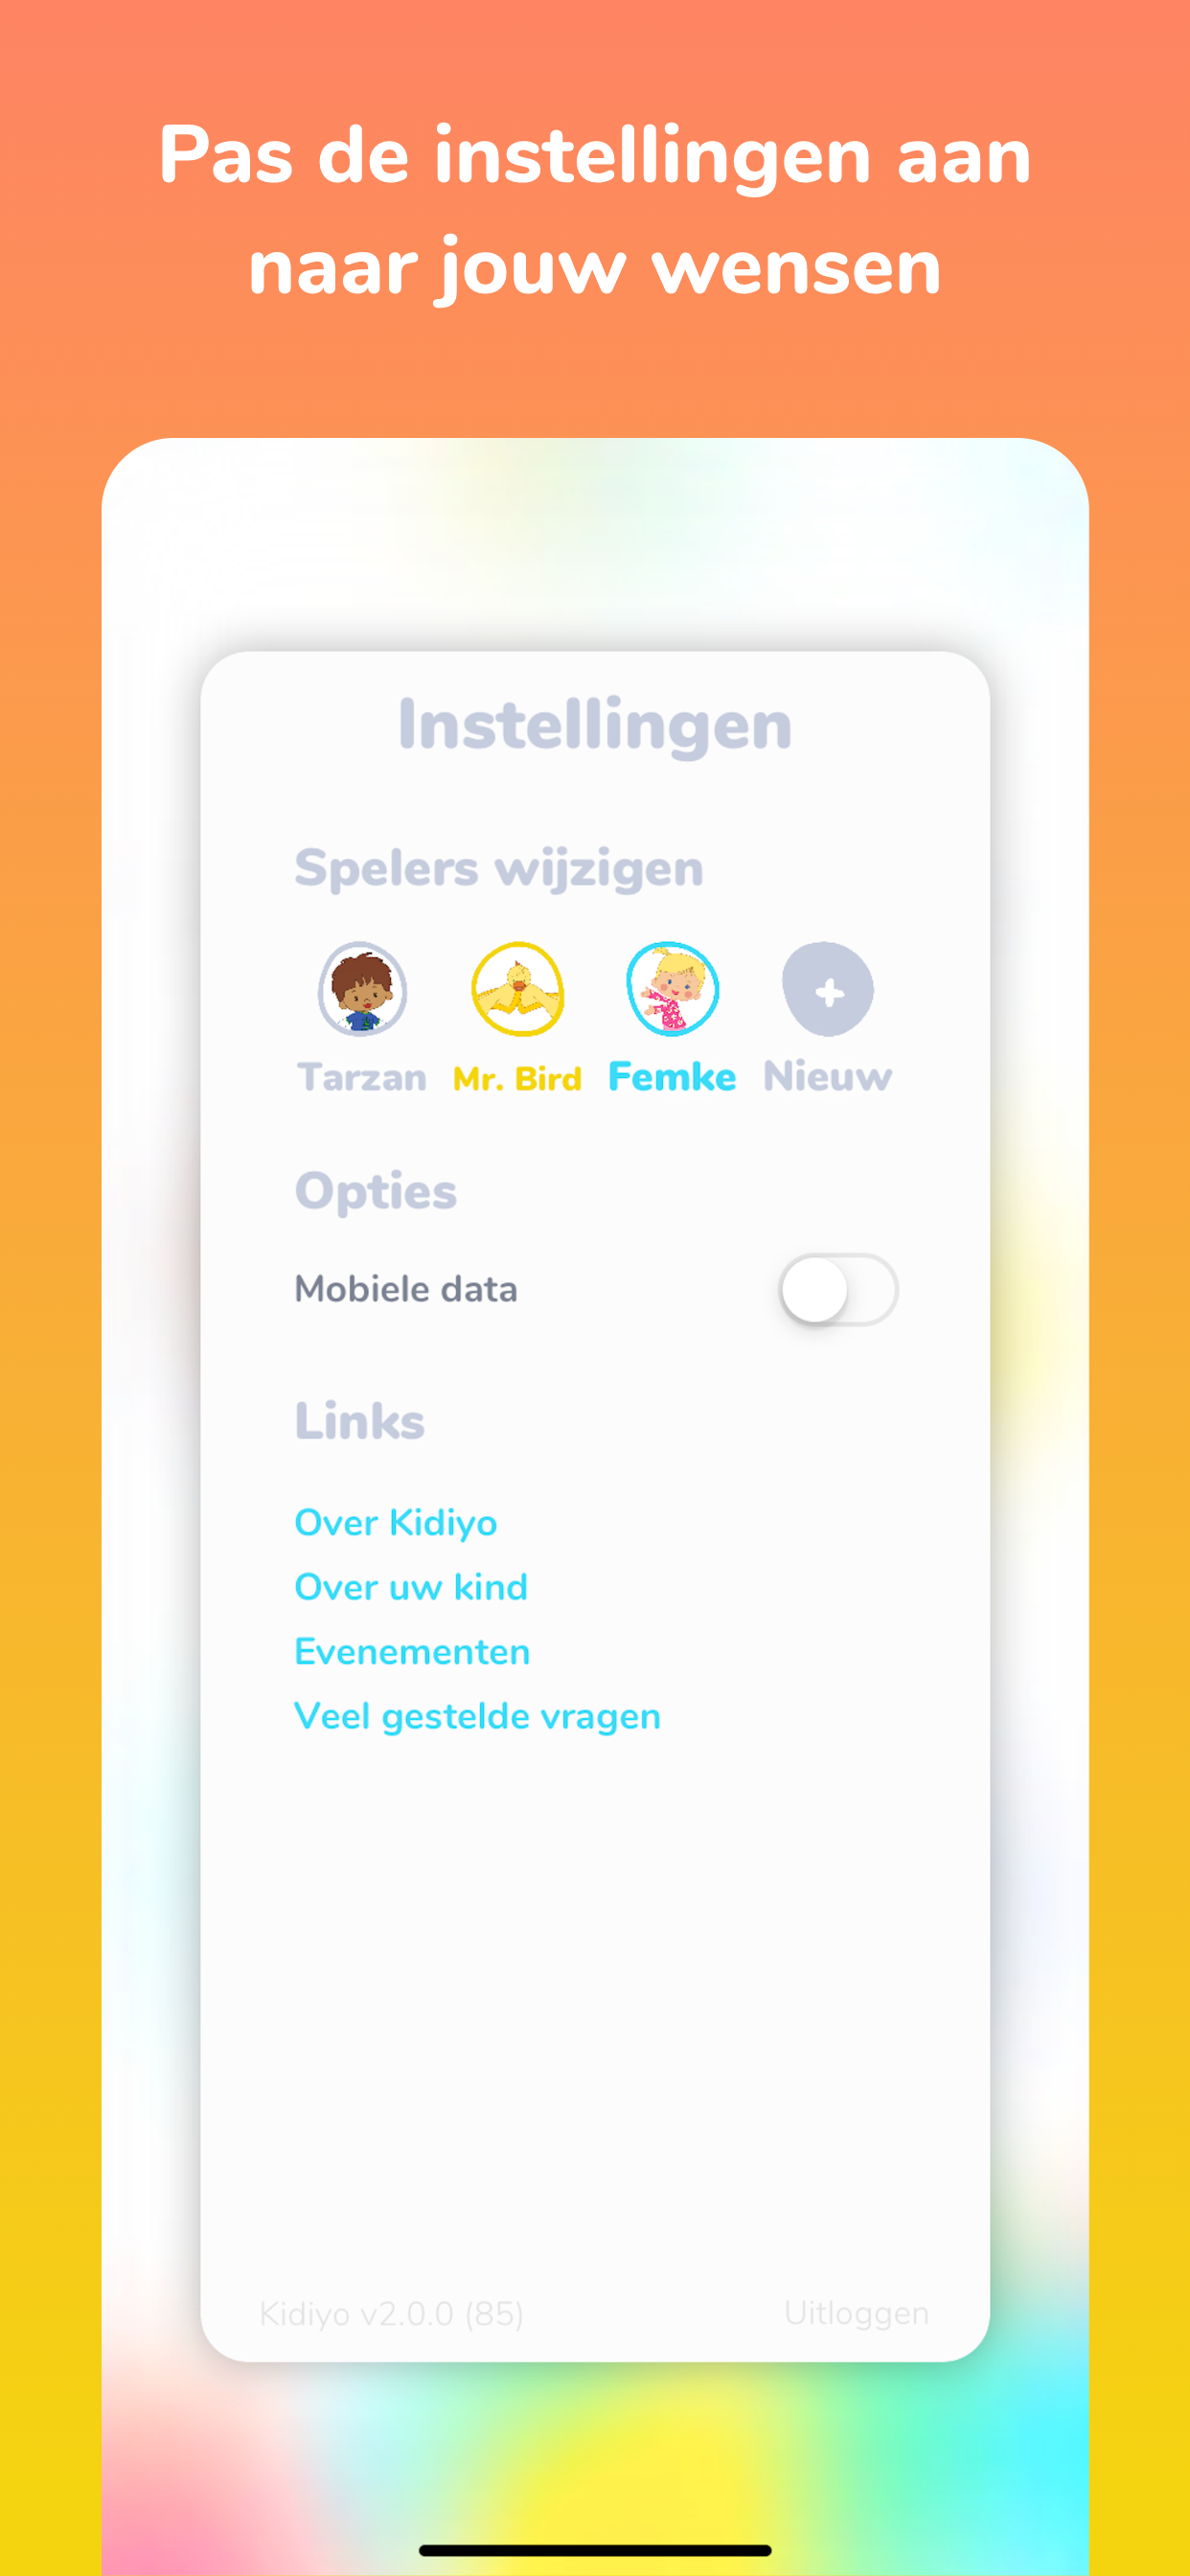 Pas de instellingen aan
naar jouw wensen
Instellingen
Spelers wijzigen
Tarzan Mr. Bird Femke Nieuw
Opties
Mobiele data
Links
Over Kidiyo
Over uw kind
Evenementen
Veel gestelde vragen
Kidiyo v2.0.0 (85) Uitloggen